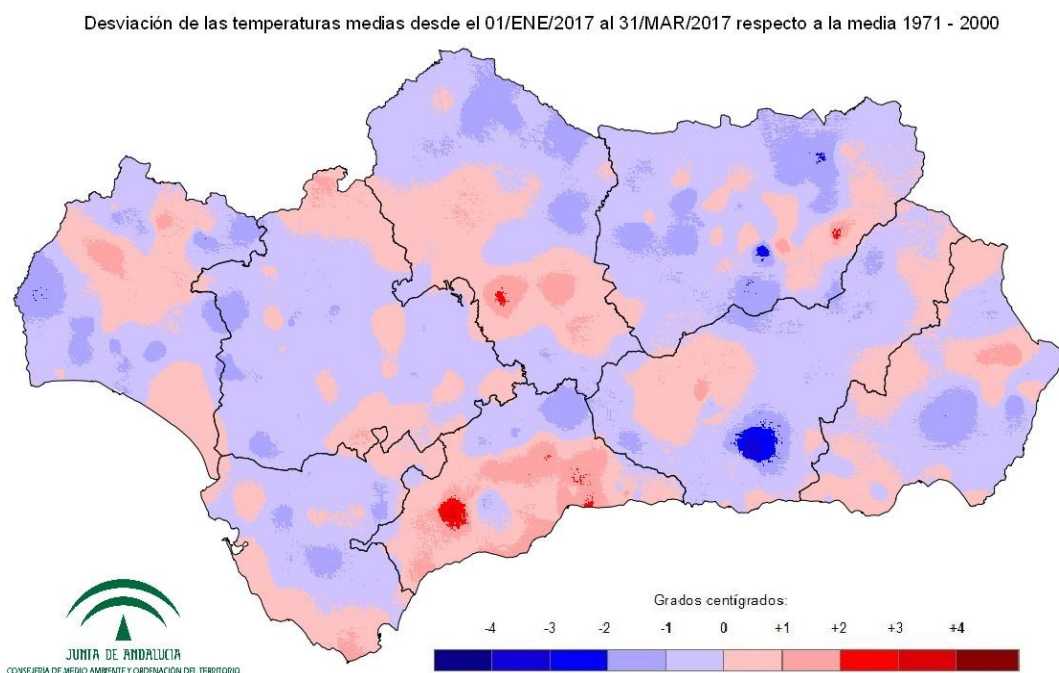 Desviación de las temperaturas medias desde el 01/ENE/2017 al 31/MAR/2017 respecto a la media 1971 - 2000
Grados centígrados:
-4 -3 -2 -1 0 +1 +2 +3 +4
JUNTA DE ANDALUCIA
CONSEJERÍA DE MEDIO AMBIENTE Y ORDENACIÓN DEL TERRITORIO